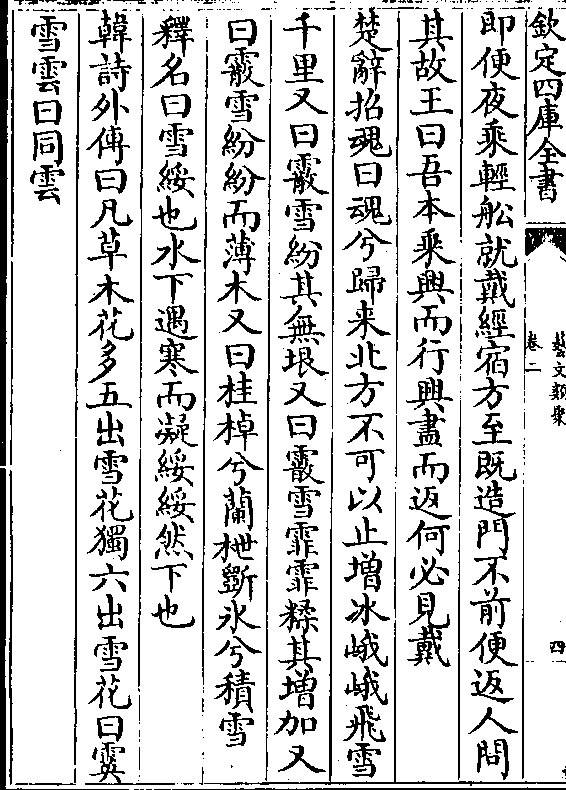 欽定四庫全書
藝文類聚
卷二
四
即便夜乘輕船就戴經宿方至既造門不前便返人問
其故王曰吾本乘興而行興盡而返何必見戴
楚辭招魂曰魂兮歸来北方不可以止增冰峨峨飛雪
千里又曰霰雪紛其無垠又曰霰雪霏霏糅其增加又
曰霰雪紛紛而薄木又曰桂棹兮蘭枻斵氷兮積雪
釋名曰雪綏也水下遇寒而凝綏綏然下也
韓詩外傳曰凡草木花多五出雪花獨六出雪花曰霙
雪雲曰同雲